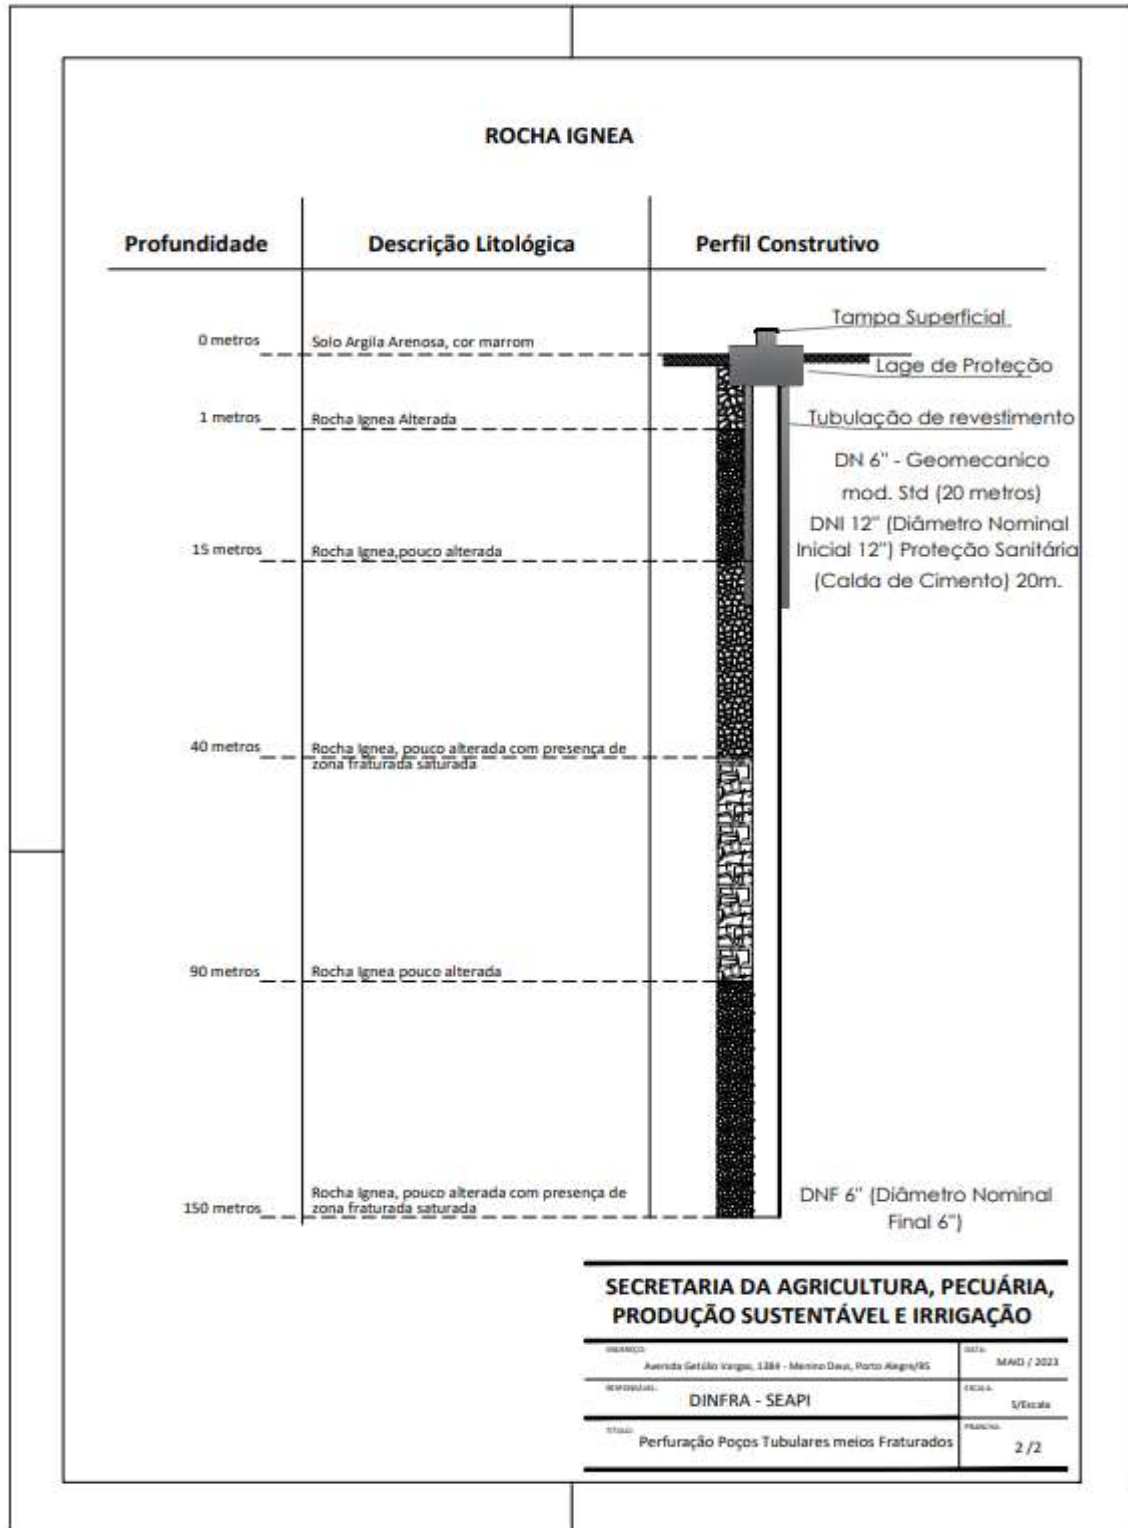 ROCHA IGNEA
Profundidade
Descrição Litológica
Perfil Construtivo
Tampa Superficial
0 metros
Solo Argila Arenosa, cor marrom
Lage de Proteção
1 metros
Rocha Ignea Alterada
Tubulação de revestimento
DN 6" - Geomecanico
mod. Std (20 metros)
DNI 12" (Diâmetro Nominal
Inicial 12") Proteção Sanitária
(Calda de Cimento) 20m.
15 metros
Rocha Ignea,pouco alterada
40 metros
Rocha Ignea, pouco alterada com presença de
zona fraturada saturada
90 metros
Rocha Ignea pouco alterada
150 metros
Rocha Ignea, pouco alterada com presença de
zona fraturada saturada
DNF 6" (Diâmetro Nominal
Final 6")
SECRETARIA DA AGRICULTURA, PECUÁRIA,
PRODUÇÃO SUSTENTÁVEL E IRRIGAÇÃO
ENDEREÇO:
Avenida Getúlio Vargas, 1384 - Menino Deus, Porto Alegre/RS
DATA:
MAIO / 2023
RESPONSÁVEL:
DINFRA - SEAPI
ESCALA:
S/Escala
TÍTULO:
Perfuração Poços Tubulares meios Fraturados
PRANCHA:
2 /2